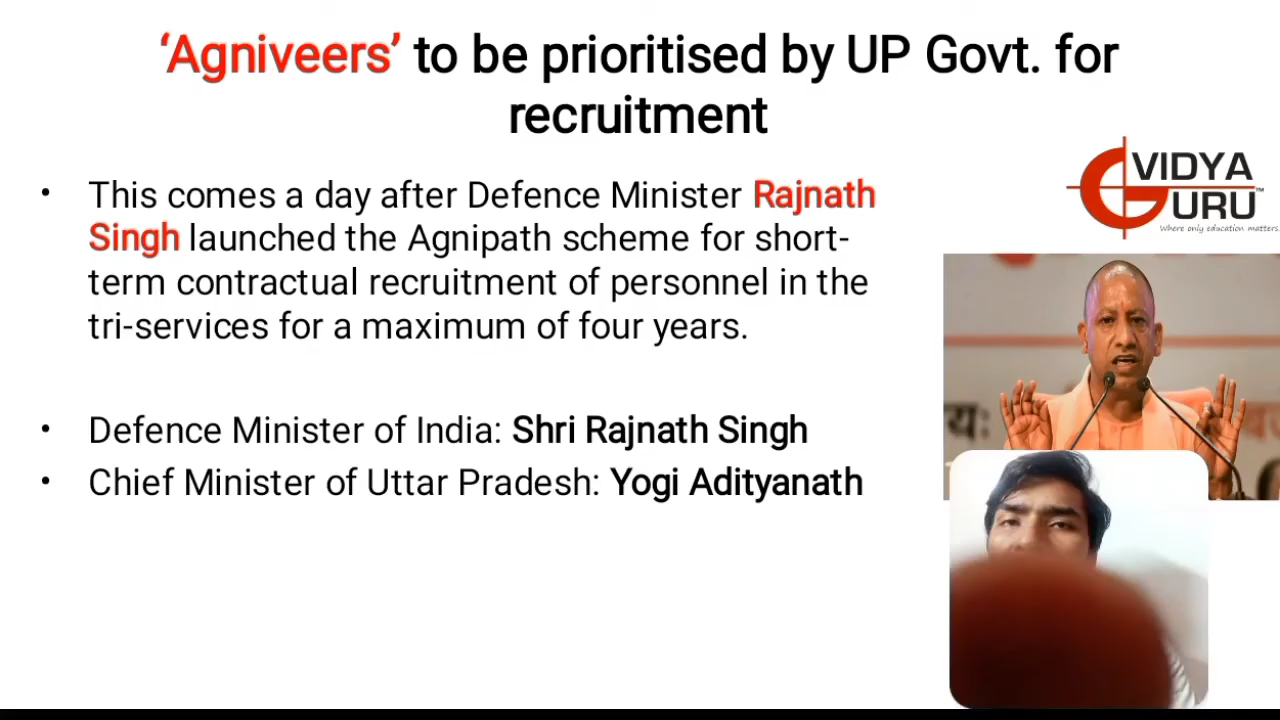 ‘Agniveers’ to be prioritised by UP Govt. for
recruitment
• This comes a day after Defence Minister Rajnath
Singh launched the Agnipath scheme for short-
term contractual recruitment of personnel in the
tri-services for a maximum of four years.
• Defence Minister of India: Shri Rajnath Singh
• Chief Minister of Uttar Pradesh: Yogi Adityanath
VIDYA
GURU™
Where only education matters.